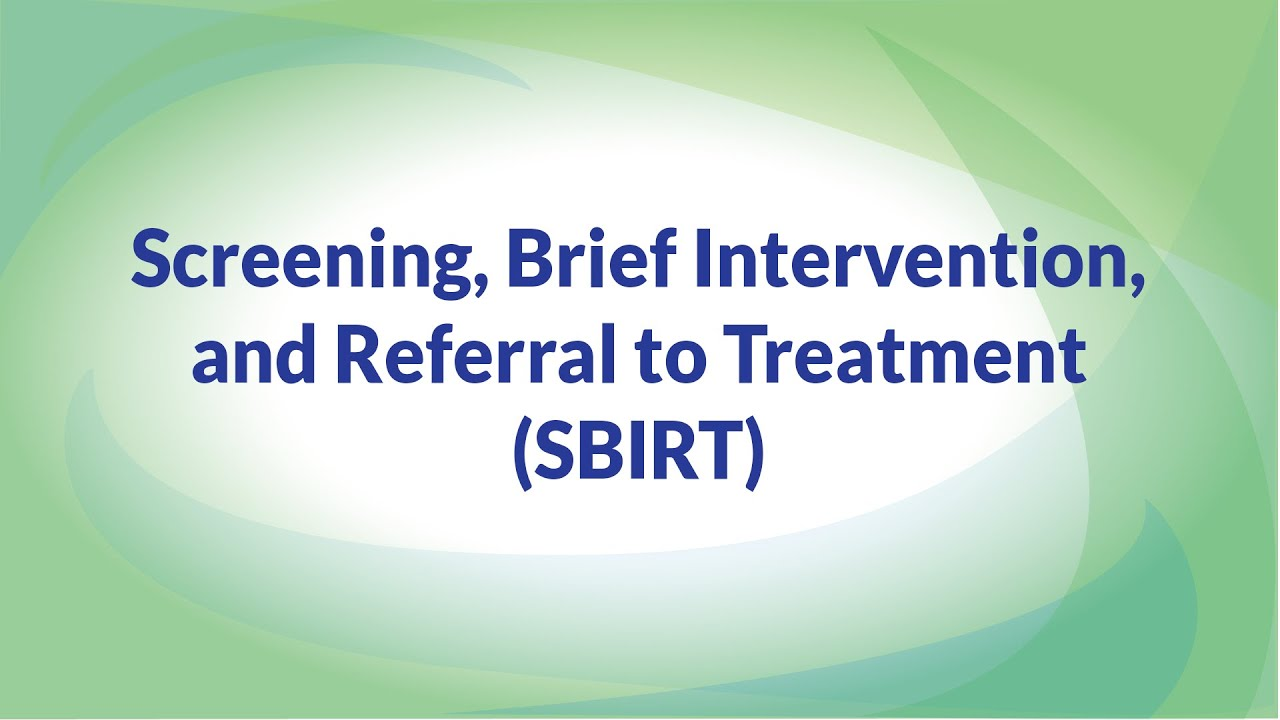 Screening, Brief Intervention,
and Referral to Treatment
(SBIRT)